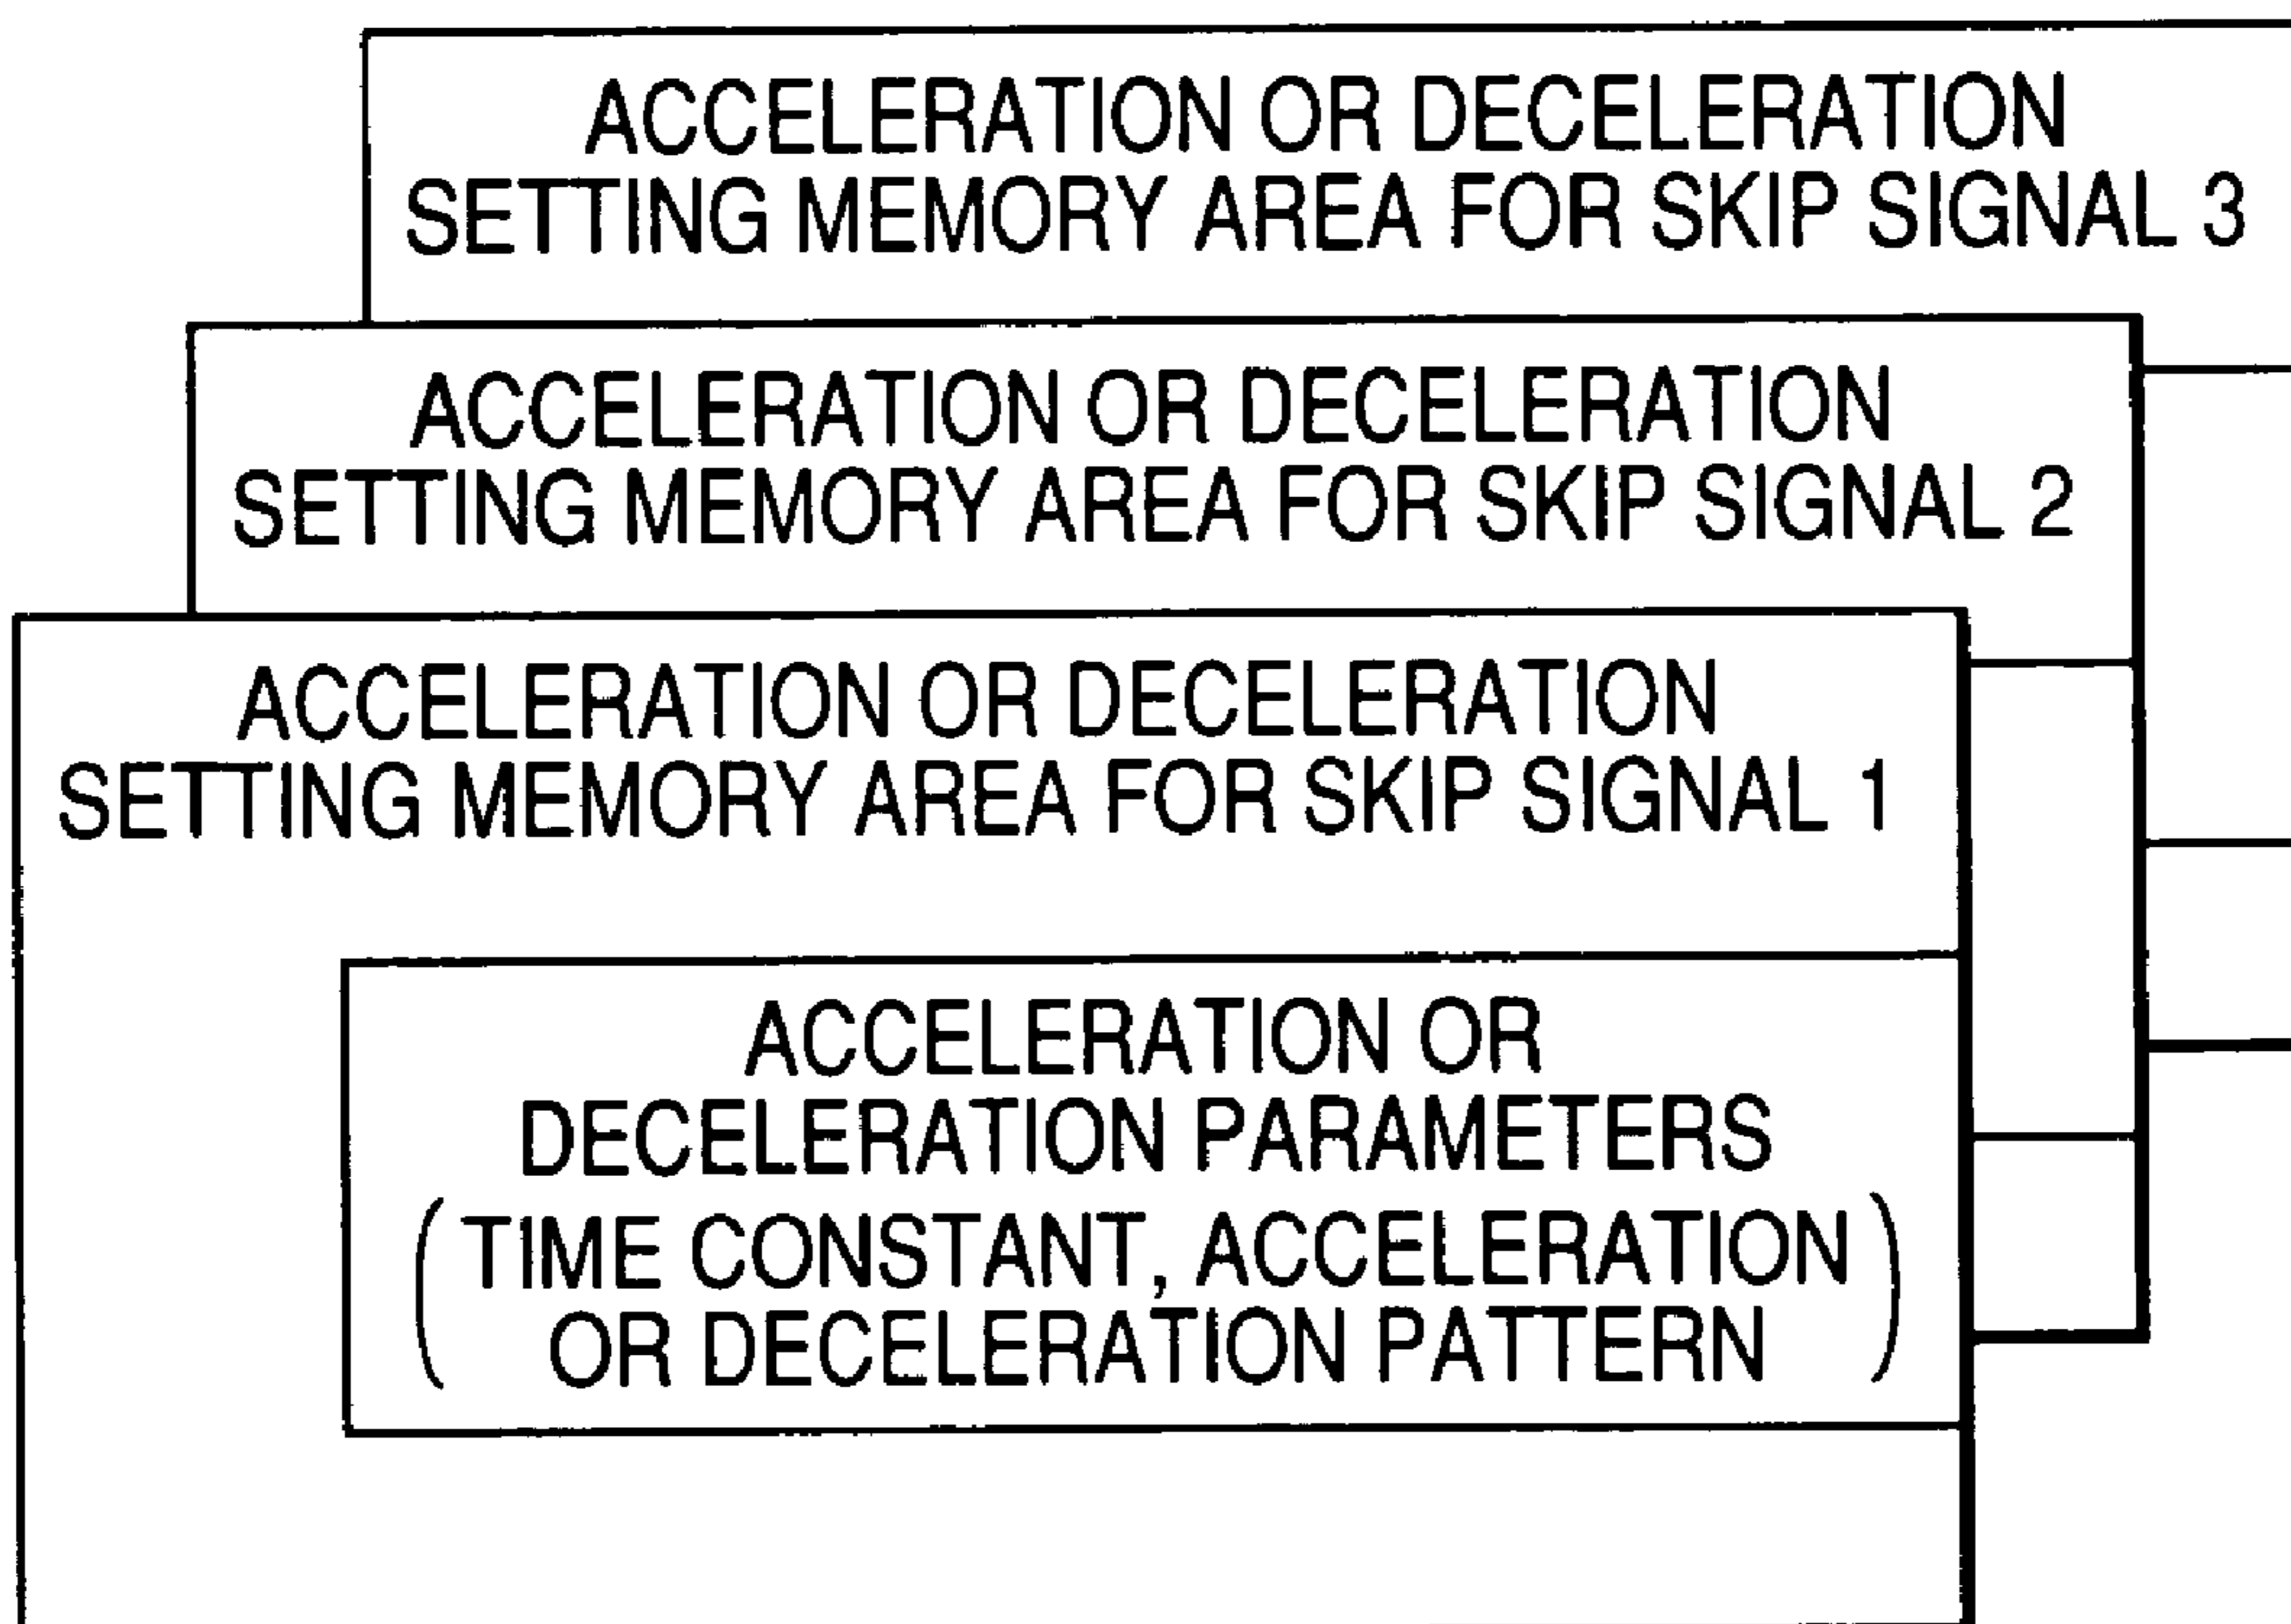 ACCELERATION OR DECELERATION
SETTING MEMORY AREA FOR SKIP SIGNAL 3
ACCELERATION OR DECELERATION
SETTING MEMORY AREA FOR SKIP SIGNAL 2
ACCELERATION OR DECELERATION
SETTING MEMORY AREA FOR SKIP SIGNAL 1
ACCELERATION OR
DECELERATION PARAMETERS
(TIME CONSTANT, ACCELERATION
OR DECELERATION PATTERN)